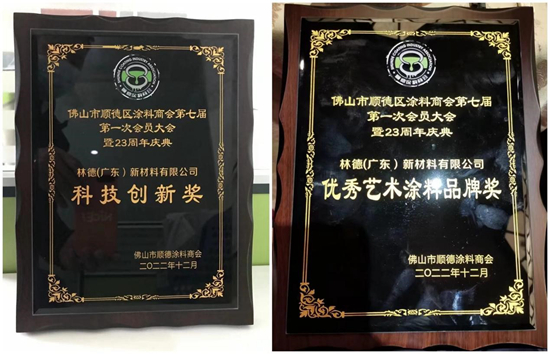 佛山市顺德区涂料商会第七届
第一次会员大会
暨23周年庆典
林德(广东)新材料有限公司
科技创新奖
佛山市顺德涂料商会
二〇二二年十二月
佛山市顺德区涂料商会第七届
第一次会员大会
暨23周年庆典
林德(广东)新材料有限公司
优秀艺术涂料品牌奖
佛山市顺德涂料商会
二〇二二年十二月